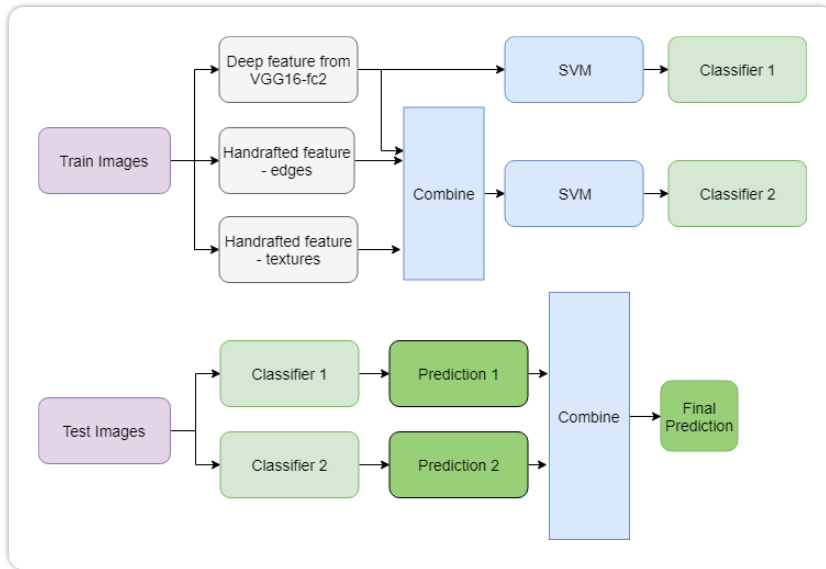 Deep feature from
VGG16-fc2
SVM
Classifier 1
Train Images
Handrafted feature
- edges
Combine
SVM
Classifier 2
Handrafted feature
- textures
Classifier 1
Prediction 1
Test Images
Combine
Final
Prediction
Classifier 2
Prediction 2